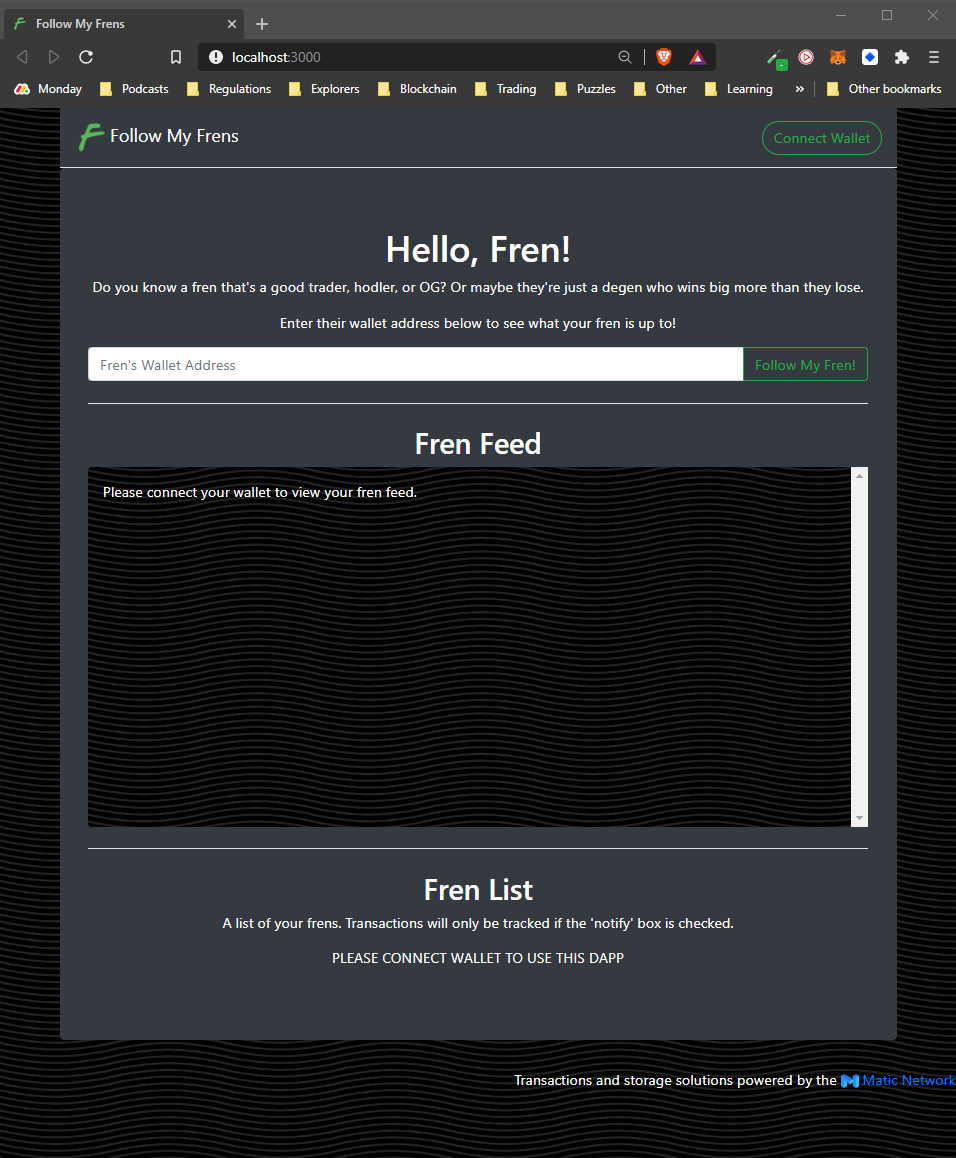 Follow My Frens
localhost:3000
Monday Podcasts Regulations Explorers Blockchain Trading Puzzles Other Learning » Other bookmarks
Follow My Frens
Connect Wallet
Hello, Fren!
Do you know a fren that's a good trader, hodler, or OG? Or maybe they're just a degen who wins big more than they lose.
Enter their wallet address below to see what your fren is up to!
Fren's Wallet Address
Follow My Fren!
Fren Feed
Please connect your wallet to view your fren feed.
Fren List
A list of your frens. Transactions will only be tracked if the 'notify' box is checked.
PLEASE CONNECT WALLET TO USE THIS DAPP
Transactions and storage solutions powered by the Matic Network